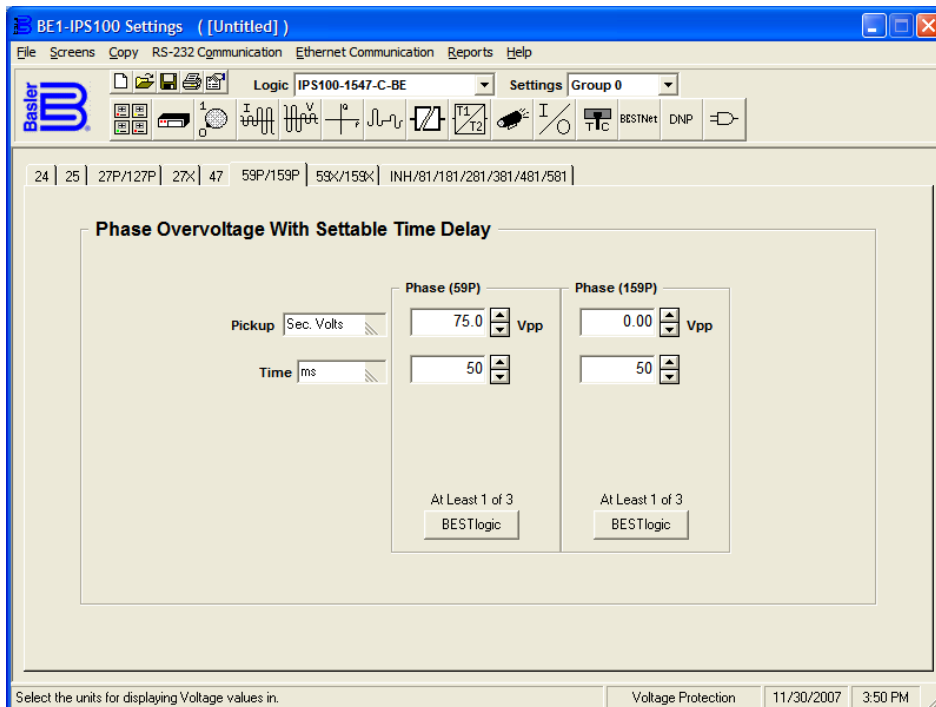 BE1-IPS100 Settings ( [Untitled] )
File Screens Copy RS-232 Communication Ethernet Communication Reports Help
Basler
Logic IPS100-1547-C-BE Settings Group 0
1 0 I V T1 T2 I O T C BESTNet DNP
24 25 27P/127P 27X 47 59P/159P 59X/159X INH/81/181/281/381/481/581
Phase Overvoltage With Settable Time Delay
Phase (59P) Phase (159P)
Pickup Sec. Volts 75.0 Vpp 0.00 Vpp
Time ms 50 50
At Least 1 of 3 At Least 1 of 3
BESTlogic BESTlogic
Select the units for displaying Voltage values in. Voltage Protection 11/30/2007 3:50 PM